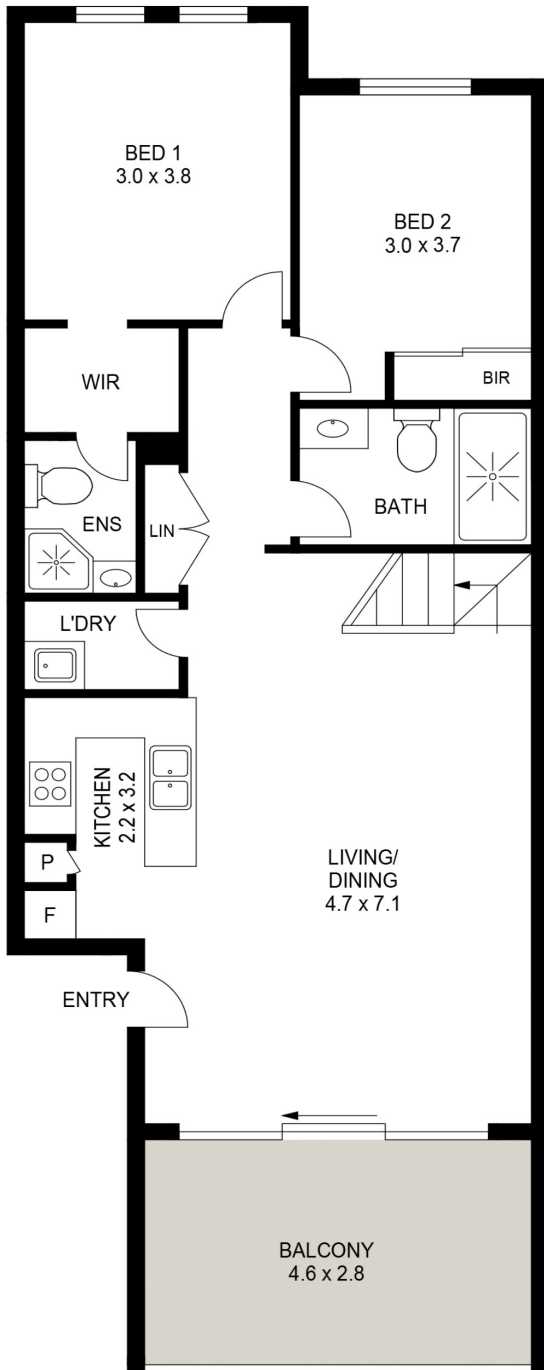 BED 1
3.0 x 3.8
BED 2
3.0 x 3.7
WIR
BIR
ENS
LIN
BATH
L'DRY
KITCHEN
2.2 x 3.2
P
F
LIVING/
DINING
4.7 x 7.1
ENTRY
BALCONY
4.6 x 2.8